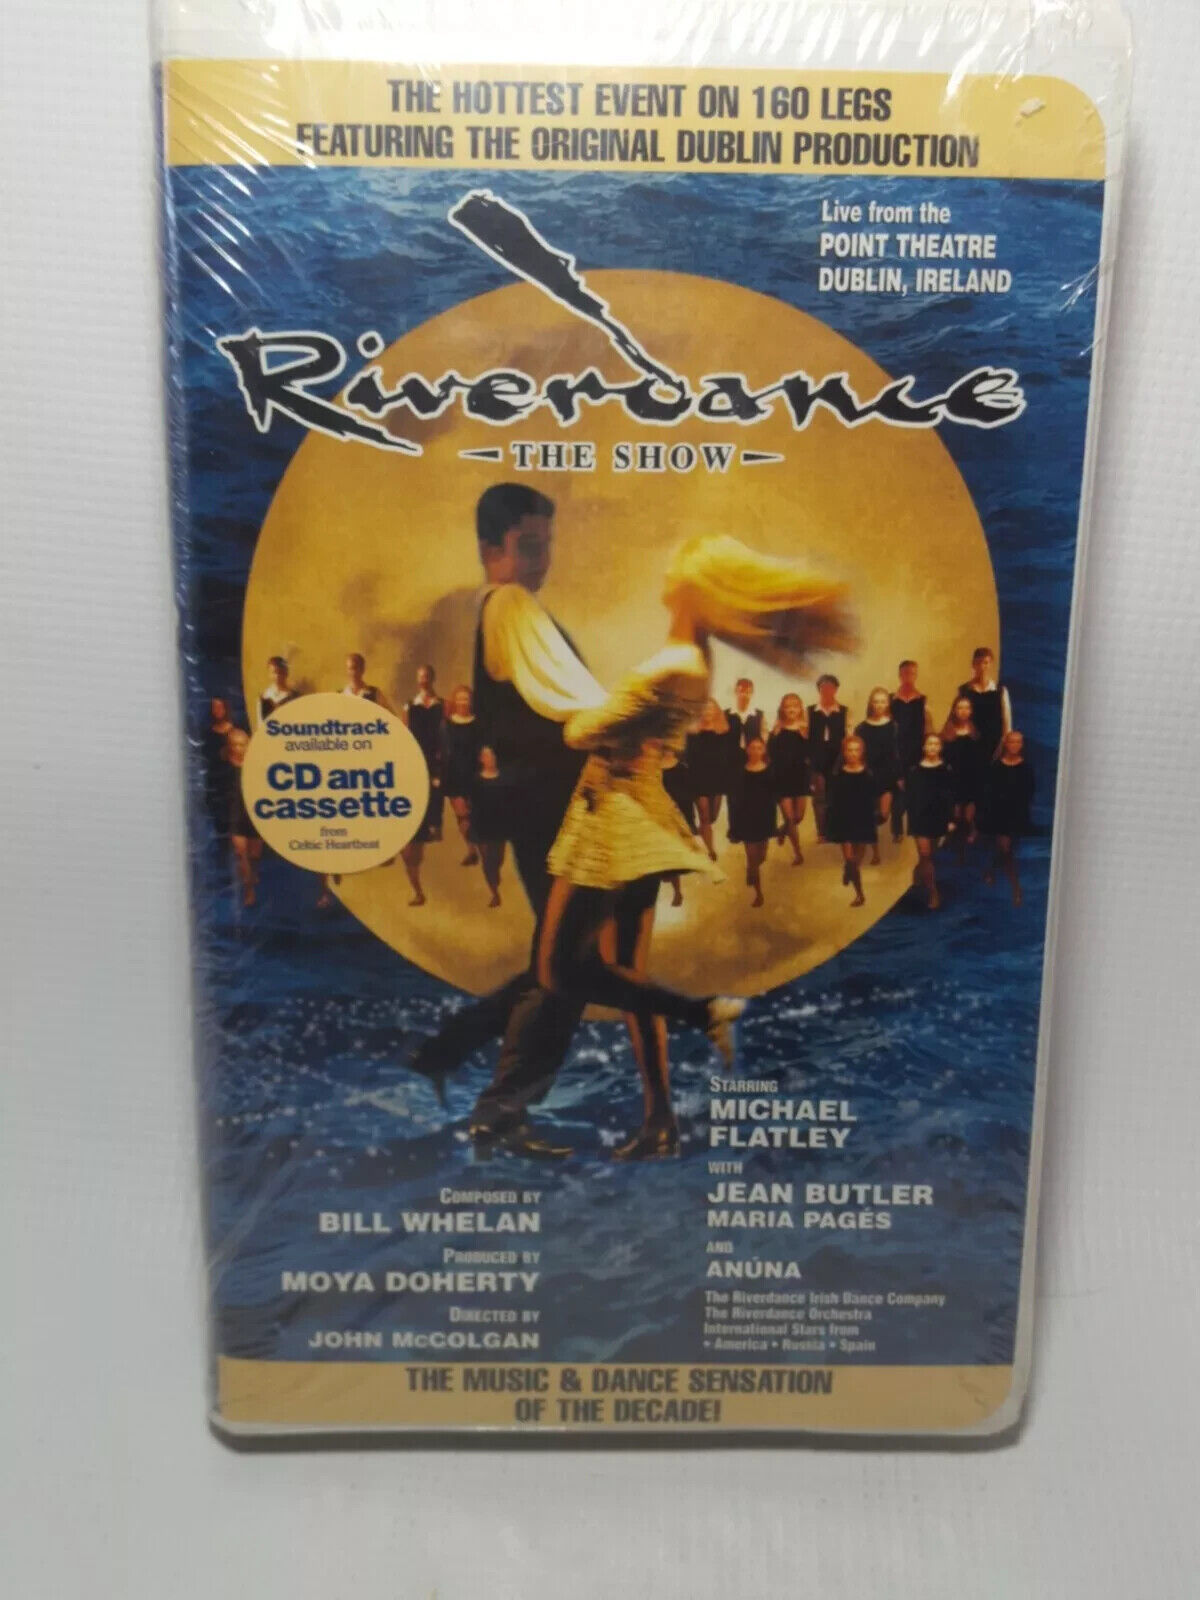 THE HOTTEST EVENT ON 160 LEGS
FEATURING THE ORIGINAL DUBLIN PRODUCTION
Live from the
POINT THEATRE
DUBLIN, IRELAND
Riverdance
THE SHOW
Soundtrack
available on
CD and
cassette
from
Celtic Heartbeat
STARRING
MICHAEL
FLATLEY
WITH
JEAN BUTLER
MARIA PAGÉS
AND
ANÚNA
The Riverdance Irish Dance Company
The Riverdance Orchestra
International Stars from
• America • Russia • Spain
COMPOSED BY
BILL WHELAN
PRODUCED BY
MOYA DOHERTY
DIRECTED BY
JOHN McCOLGAN
THE MUSIC & DANCE SENSATION
OF THE DECADE!